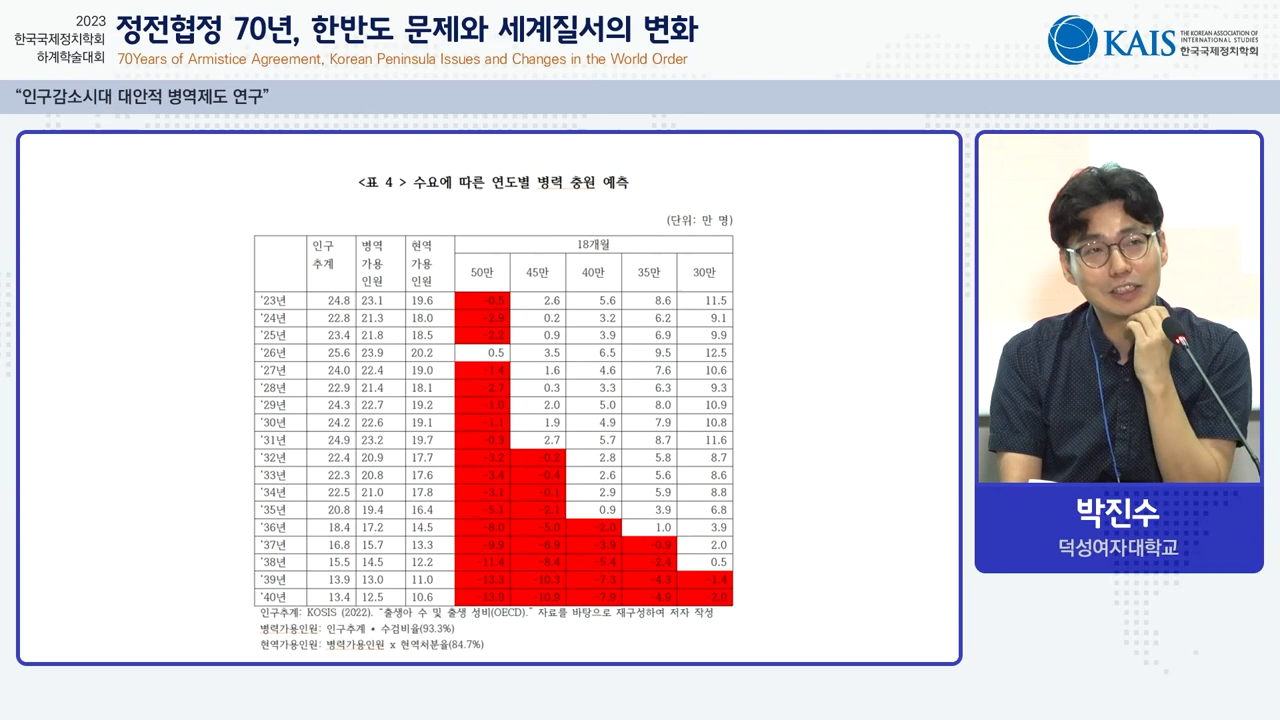 2023
한국국제정치학회
하계학술대회
정전협정 70년, 한반도 문제와 세계질서의 변화
70Years of Armistice Agreement, Korean Peninsula Issues and Changes in the World Order
KAIS
THE KOREAN ASSOCIATION OF
INTERNATIONAL STUDIES
한국국제정치학회
“인구감소시대 대안적 병역제도 연구”
<표 4 > 수요에 따른 연도별 병력 충원 예측
(단위: 만 명)
인구 추계 병역 가용 인원 현역 가용 인원 18개월
50만 45만 40만 35만 30만
'23년 24.8 23.1 19.6 -0.5 2.6 5.6 8.6 11.5
'24년 22.8 21.3 18.0 -2.9 0.2 3.2 6.2 9.1
'25년 23.4 21.8 18.5 -2.2 0.9 3.9 6.9 9.9
'26년 25.6 23.9 20.2 0.5 3.5 6.5 9.5 12.5
'27년 24.0 22.4 19.0 -1.4 1.6 4.6 7.6 10.6
'28년 22.9 21.4 18.1 -2.7 0.3 3.3 6.3 9.3
'29년 24.3 22.7 19.2 -1.0 2.0 5.0 8.0 10.9
'30년 24.2 22.6 19.1 -1.1 1.9 4.9 7.9 10.8
'31년 24.9 23.2 19.7 -0.3 2.7 5.7 8.7 11.6
'32년 22.4 20.9 17.7 -3.2 -0.2 2.8 5.8 8.7
'33년 22.3 20.8 17.6 -3.4 -0.4 2.6 5.6 8.6
'34년 22.5 21.0 17.8 -3.1 -0.1 2.9 5.9 8.8
'35년 20.8 19.4 16.4 -5.1 -2.1 0.9 3.9 6.8
'36년 18.4 17.2 14.5 -8.0 -5.0 -2.0 1.0 3.9
'37년 16.8 15.7 13.3 -9.9 -6.9 -3.9 -0.9 2.0
'38년 15.5 14.5 12.2 -11.4 -8.4 -5.4 -2.4 0.5
'39년 13.9 13.0 11.0 -13.3 -10.3 -7.3 -4.3 -1.4
'40년 13.4 12.5 10.6 -13.9 -10.9 -7.9 -4.9 -2.0
인구추계: KOSIS (2022). "출생아 수 및 출생 성비(OECD)." 자료를 바탕으로 재구성하여 저자 작성
병력가용인원: 인구추계 * 수검비율(93.3%)
현역가용인원: 병력가용인원 x 현역처분율(84.7%)
박진수
덕성여자대학교